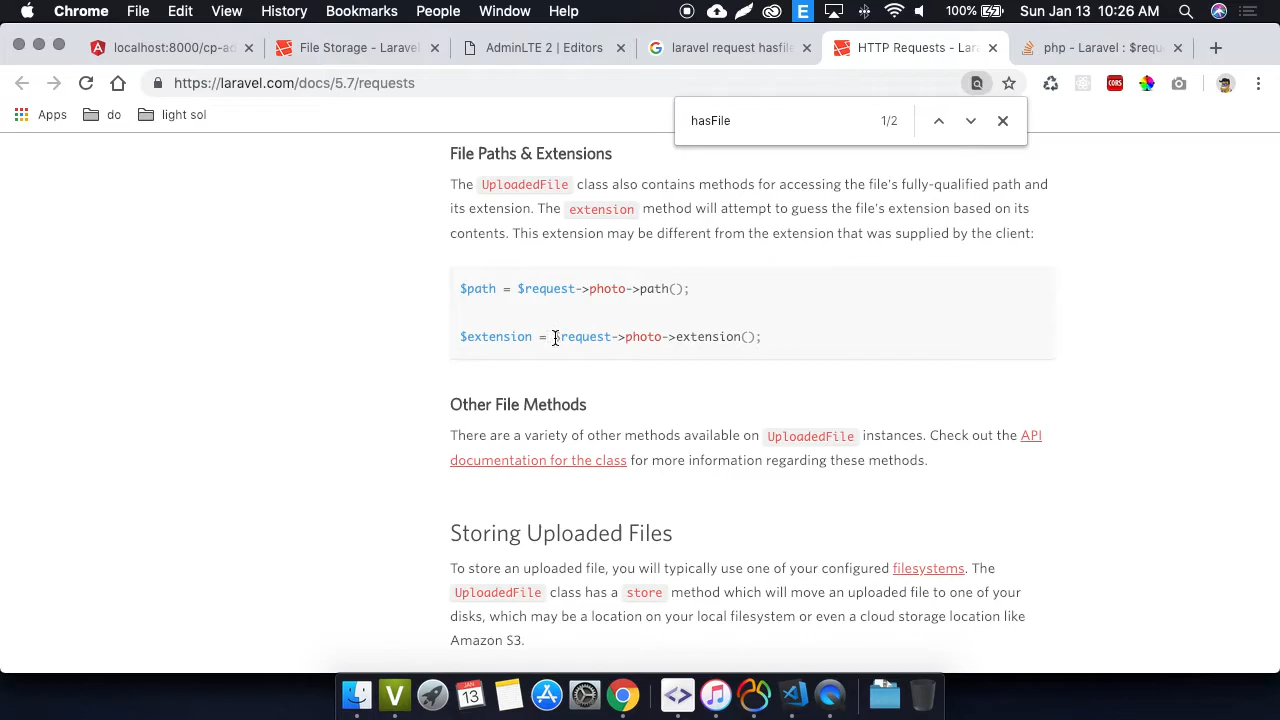 Chrome File Edit View History Bookmarks People Window Help 100% Sun Jan 13 10:26 AM
localhost:8000/cp-ad × File Storage - Laravel × AdminLTE 2 | Editors × laravel request hasfile × HTTP Requests - Lara × php - Laravel : $requ ×
https://laravel.com/docs/5.7/requests
Apps do light sol
hasFile 1/2
File Paths & Extensions
The UploadedFile class also contains methods for accessing the file's fully-qualified path and
its extension. The extension method will attempt to guess the file's extension based on its
contents. This extension may be different from the extension that was supplied by the client:
$path = $request->photo->path();
$extension = $request->photo->extension();
Other File Methods
There are a variety of other methods available on UploadedFile instances. Check out the API
documentation for the class for more information regarding these methods.
Storing Uploaded Files
To store an uploaded file, you will typically use one of your configured filesystems. The
UploadedFile class has a store method which will move an uploaded file to one of your
disks, which may be a location on your local filesystem or even a cloud storage location like
Amazon S3.